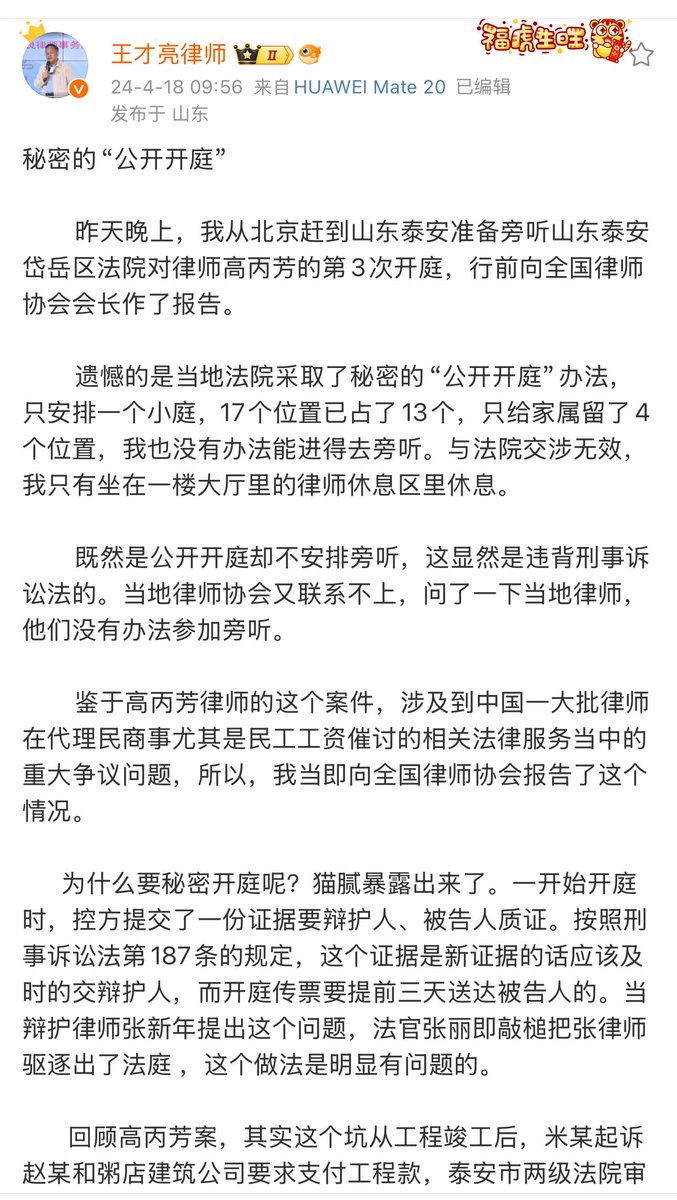 王才亮律师 II
福虎生旺
24-4-18 09:56 来自HUAWEI Mate 20 已编辑
发布于 山东
秘密的“公开开庭”
昨天晚上，我从北京赶到山东泰安准备旁听山东泰安
岱岳区法院对律师高丙芳的第3次开庭，行前向全国律师
协会会长作了报告。
遗憾的是当地法院采取了秘密的“公开开庭”办法，
只安排一个小庭，17个位置已占了13个，只给家属留了4
个位置，我也没有办法能进得去旁听。与法院交涉无效，
我只有坐在一楼大厅里的律师休息区里休息。
既然是公开开庭却不安排旁听，这显然是违背刑事诉
讼法的。当地律师协会又联系不上，问了一下当地律师，
他们没有办法参加旁听。
鉴于高丙芳律师的这个案件，涉及到中国一大批律师
在代理民商事尤其是民工工资催讨的相关法律服务当中的
重大争议问题，所以，我当即向全国律师协会报告了这个
情况。
为什么要秘密开庭呢？猫腻暴露出来了。一开始开庭
时，控方提交了一份证据要辩护人、被告人质证。按照刑
事诉讼法第187条的规定，这个证据是新证据的话应该及
时的交辩护人，而开庭传票要提前三天送达被告人的。当
辩护律师张新年提出这个问题，法官张丽即敲槌把张律师
驱逐出了法庭 ，这个做法是明显有问题的。
回顾高丙芳案，其实这个坑从工程竣工后，米某起诉
赵某和粥店建筑公司要求支付工程款，泰安市两级法院审